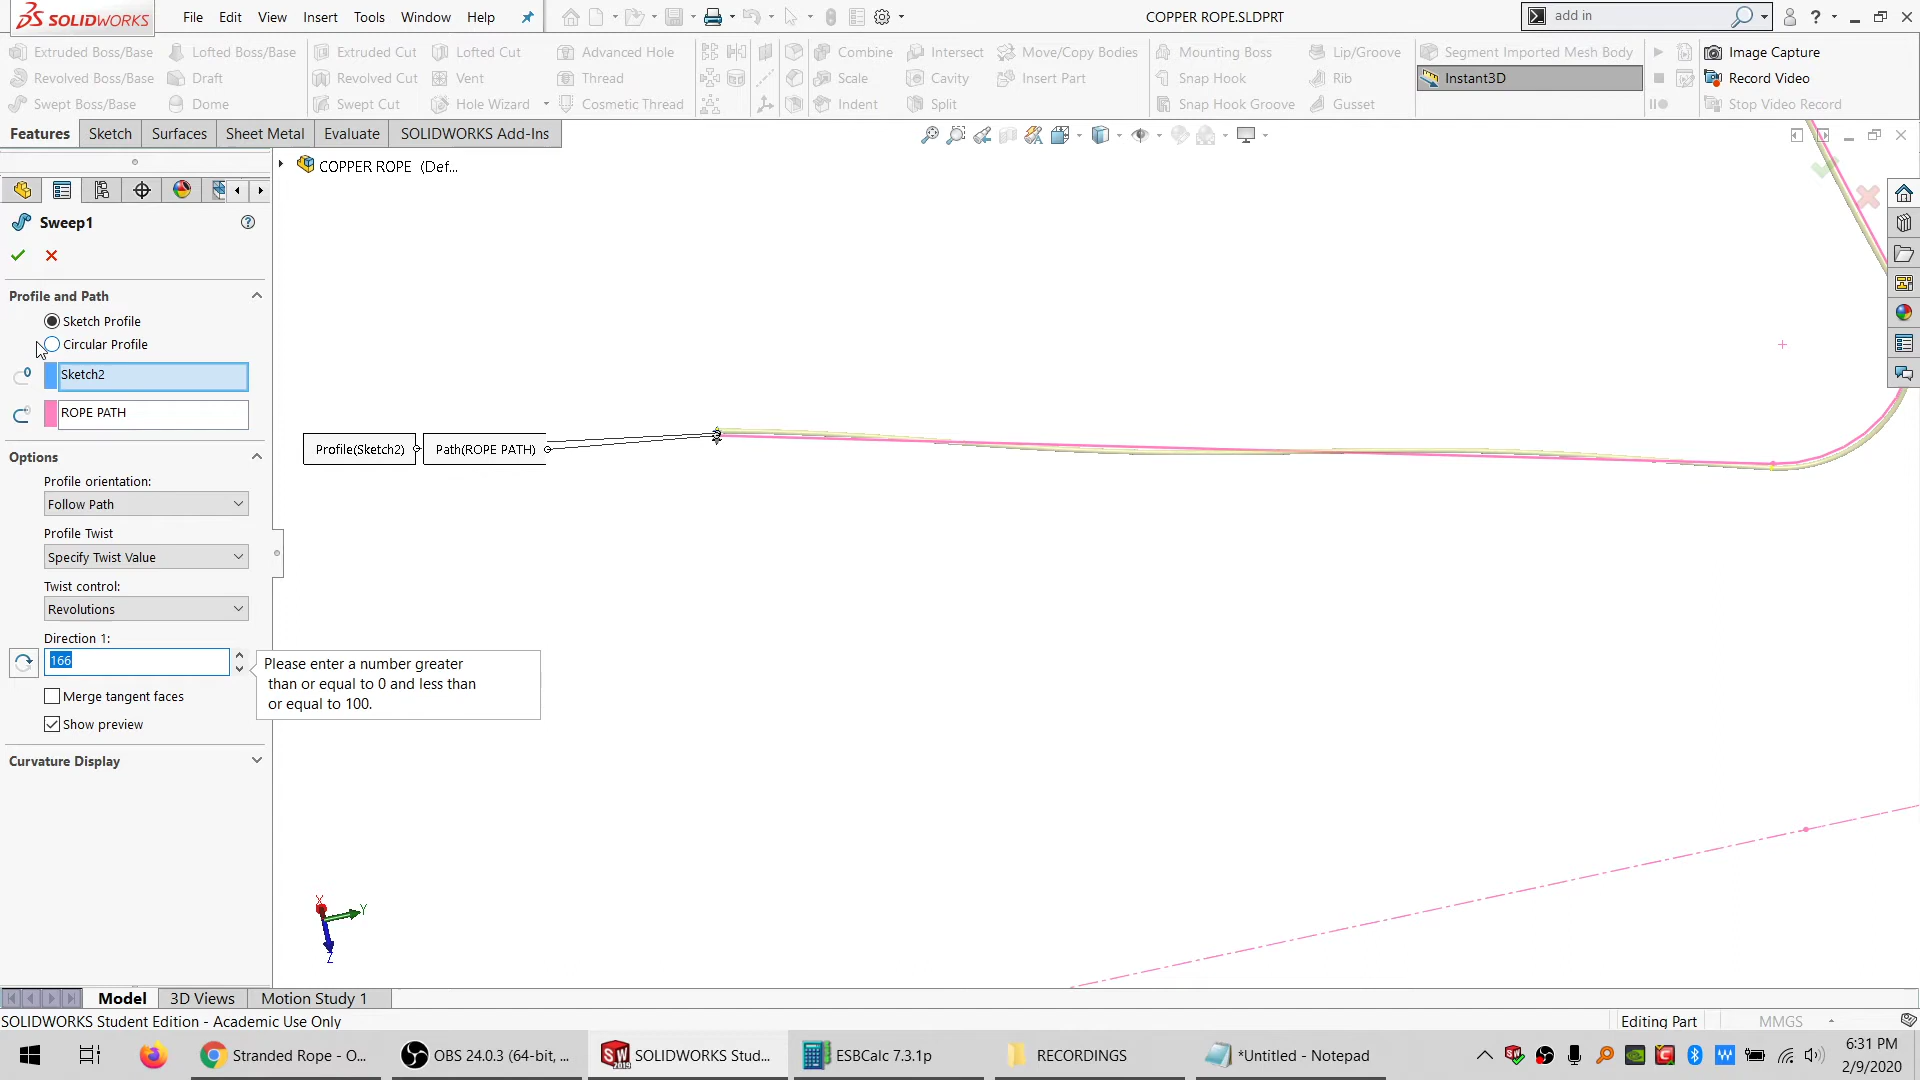 SOLIDWORKS
File Edit View Insert Tools Window Help
COPPER ROPE.SLDPRT
add in
Extruded Boss/Base
Revolved Boss/Base
Swept Boss/Base
Lofted Boss/Base
Draft
Dome
Extruded Cut
Revolved Cut
Swept Cut
Lofted Cut
Vent
Hole Wizard
Advanced Hole
Thread
Cosmetic Thread
Combine
Scale
Indent
Intersect
Cavity
Split
Move/Copy Bodies
Insert Part
Mounting Boss
Snap Hook
Snap Hook Groove
Lip/Groove
Rib
Gusset
Segment Imported Mesh Body
Instant3D
Image Capture
Record Video
Stop Video Record
Features Sketch Surfaces Sheet Metal Evaluate SOLIDWORKS Add-Ins
COPPER ROPE (Def...
Sweep1
Profile and Path
Sketch Profile
Circular Profile
Sketch2
ROPE PATH
Options
Profile orientation:
Follow Path
Profile Twist
Specify Twist Value
Twist control:
Revolutions
Direction 1:
166
Merge tangent faces
Show preview
Curvature Display
Please enter a number greater
than or equal to 0 and less than
or equal to 100.
Profile(Sketch2)
Path(ROPE PATH)
X
Y
Z
Model 3D Views Motion Study 1
SOLIDWORKS Student Edition - Academic Use Only
Editing Part
MMGS
Stranded Rope - O...
OBS 24.0.3 (64-bit, ...
SOLIDWORKS Stud...
ESBCalc 7.3.1p
RECORDINGS
*Untitled - Notepad
6:31 PM
2/9/2020